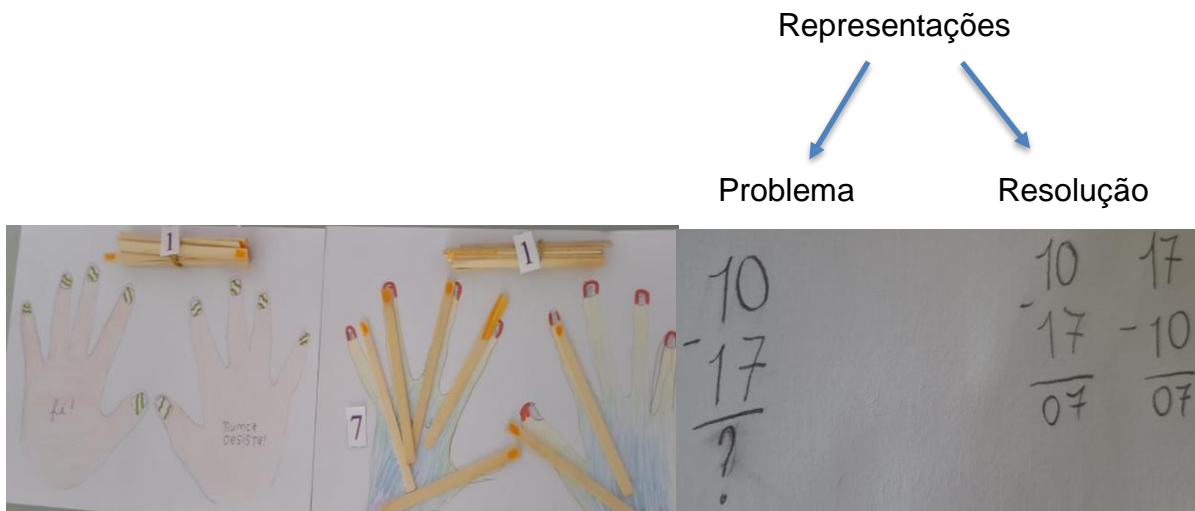 Representações
Problema Resolução
1
fé!
Nunca
DESISTA!
1
7
10
- 17
?
10
- 17
07
17
- 10
07